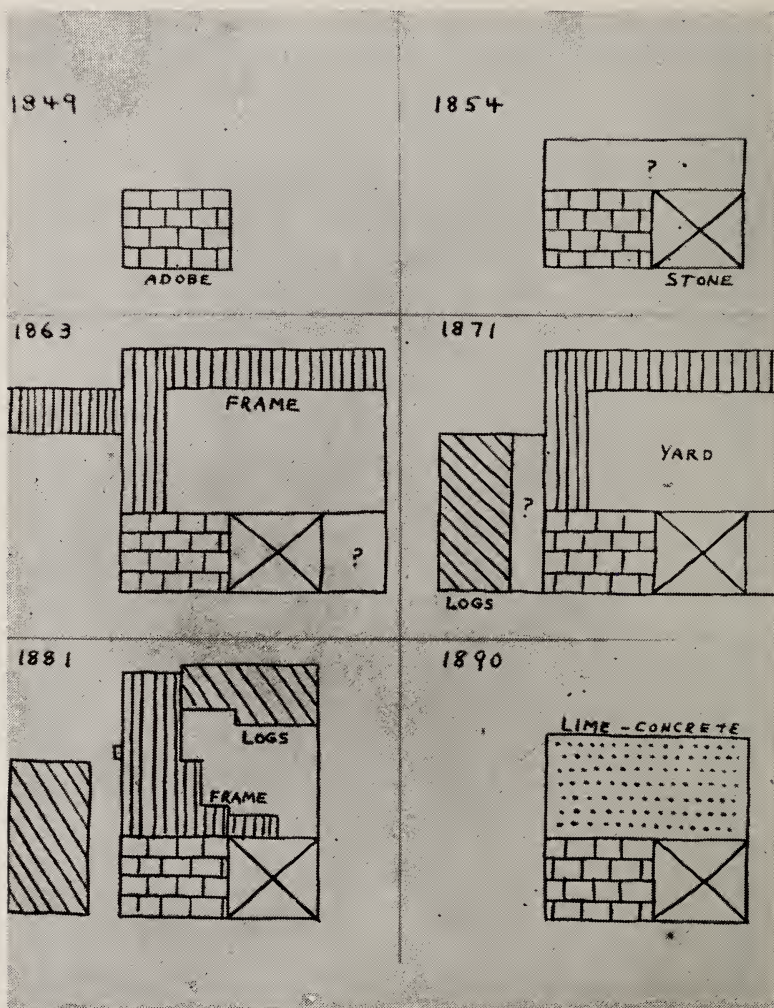 1849
ADOBE
1854
?
STONE
1863
FRAME
?
1871
YARD
?
LOGS
1881
LOGS
FRAME
1890
LIME-CONCRETE